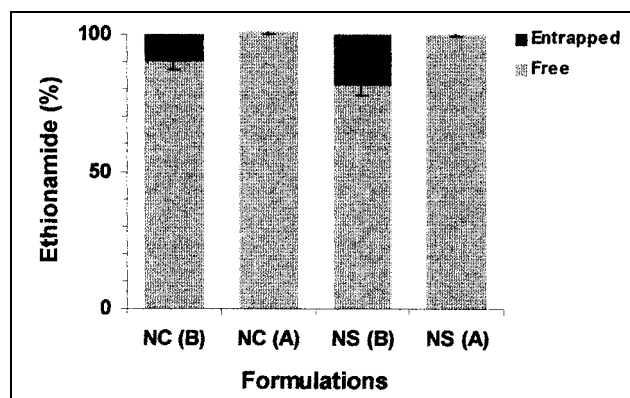 100
50
0
Ethionamide (%)
Entrapped
Free
NC (B) NC (A) NS (B) NS (A)
Formulations